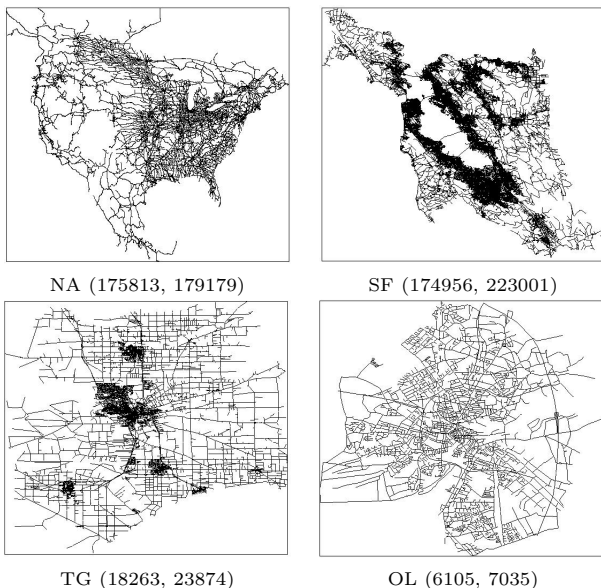 NA (175813, 179179)
SF (174956, 223001)
TG (18263, 23874)
OL (6105, 7035)